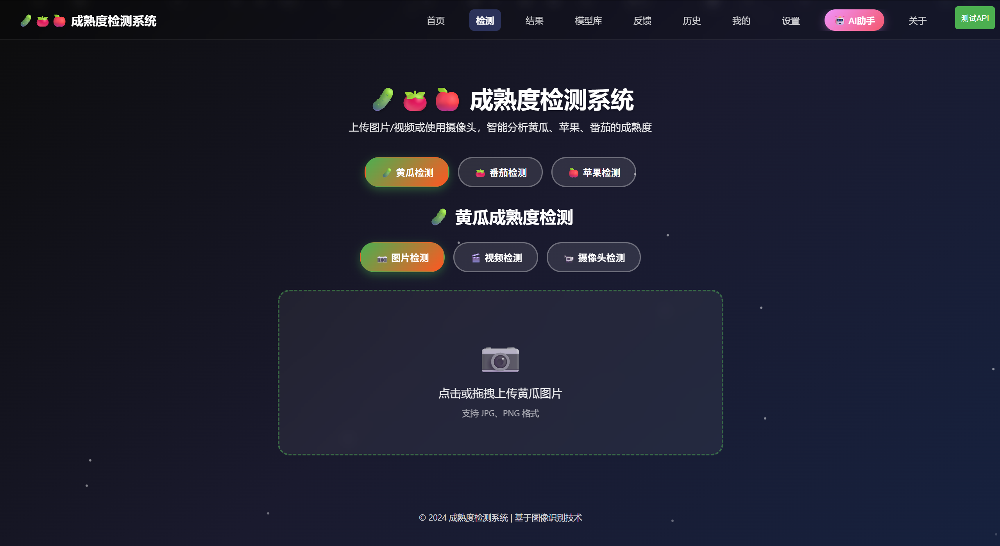 成熟度检测系统
首页 检测 结果 模型库 反馈 历史 我的 设置 AI助手 关于 测试API
成熟度检测系统
上传图片/视频或使用摄像头，智能分析黄瓜、苹果、番茄的成熟度
黄瓜检测 番茄检测 苹果检测
黄瓜成熟度检测
图片检测 视频检测 摄像头检测
点击或拖拽上传黄瓜图片
支持 JPG、PNG 格式
© 2024 成熟度检测系统 | 基于图像识别技术